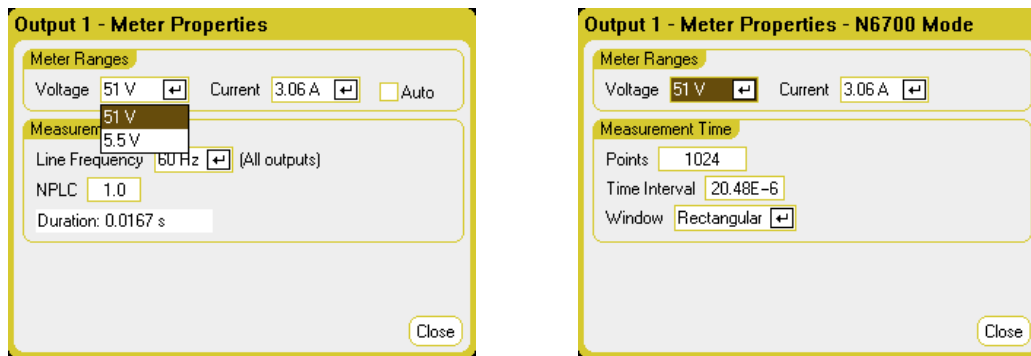 Output 1 - Meter Properties
Meter Ranges
Voltage 51 V Current 3.06 A Auto
51 V
5.5 V
Line Frequency 60 Hz (All outputs)
NPLC 1.0
Duration: 0.0167 s
Close
Output 1 - Meter Properties - N6700 Mode
Meter Ranges
Voltage 51 V Current 3.06 A
Measurement Time
Points 1024
Time Interval 20.48E-6
Window Rectangular
Close